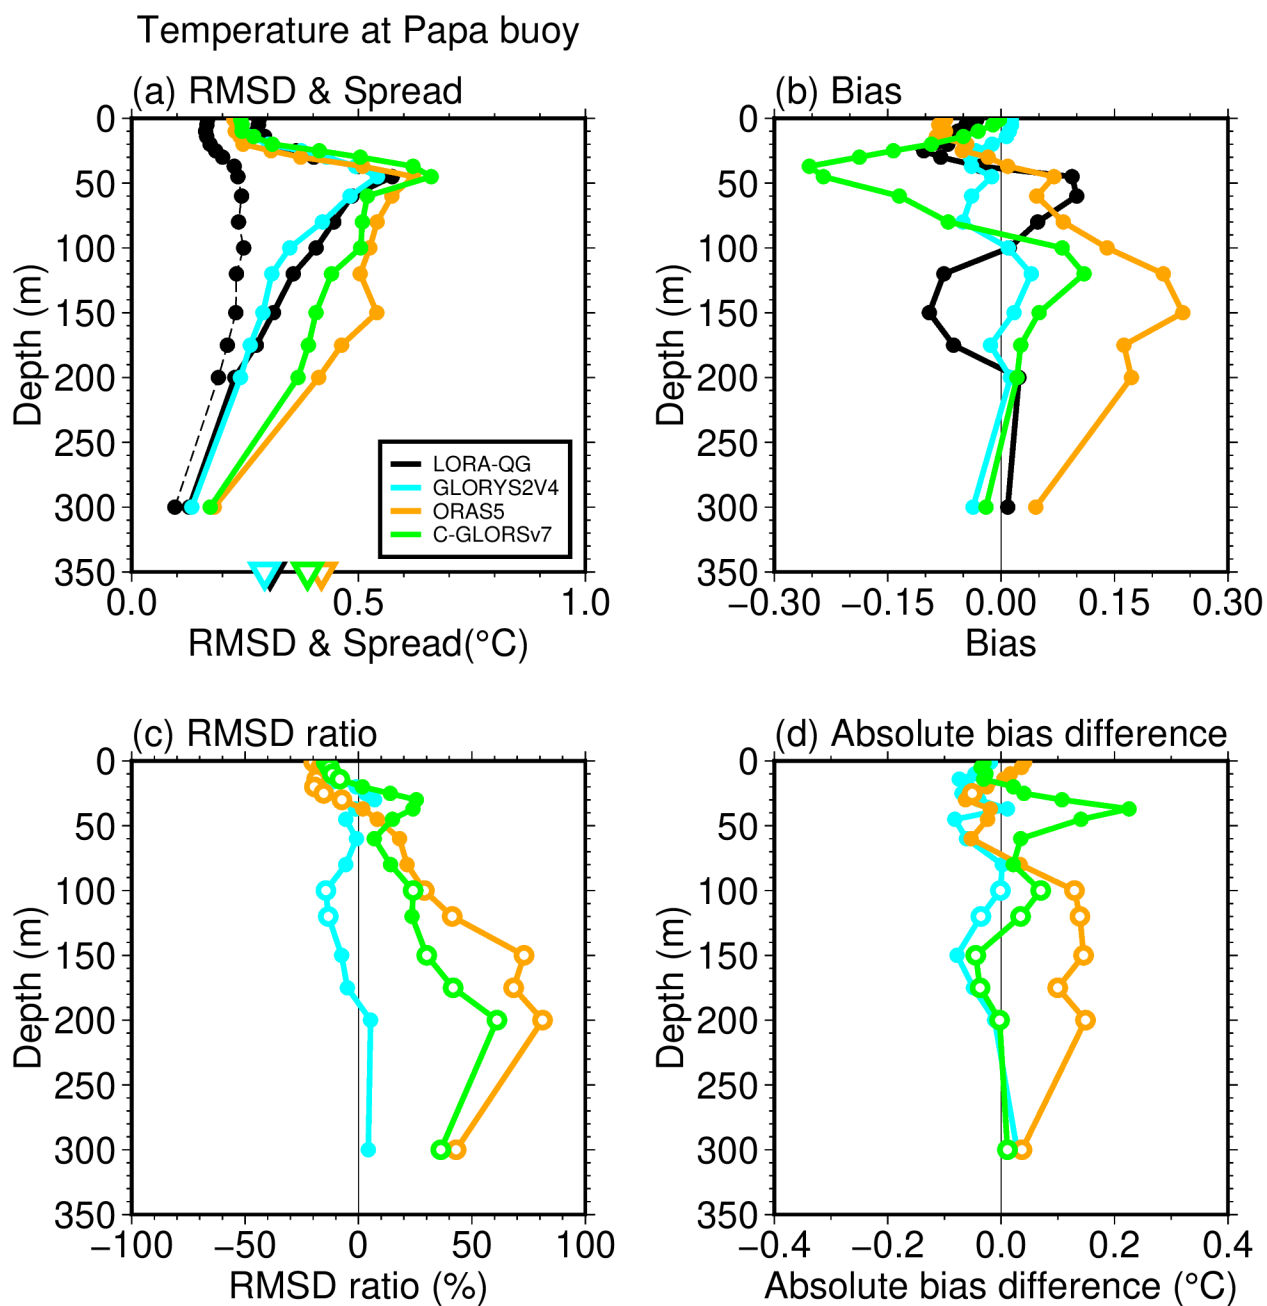 Temperature at Papa buoy
(a) RMSD & Spread
0
50
100
150
200
250
300
350
Depth (m)
LORA-QG
GLORYS2V4
ORAS5
C-GLORSv7
0.0 0.5 1.0
RMSD & Spread(°C)
(b) Bias
0
50
100
150
200
250
300
350
Depth (m)
−0.30 −0.15 0.00 0.15 0.30
Bias
(c) RMSD ratio
0
50
100
150
200
250
300
350
Depth (m)
−100 −50 0 50 100
RMSD ratio (%)
(d) Absolute bias difference
0
50
100
150
200
250
300
350
Depth (m)
−0.4 −0.2 0.0 0.2 0.4
Absolute bias difference (°C)